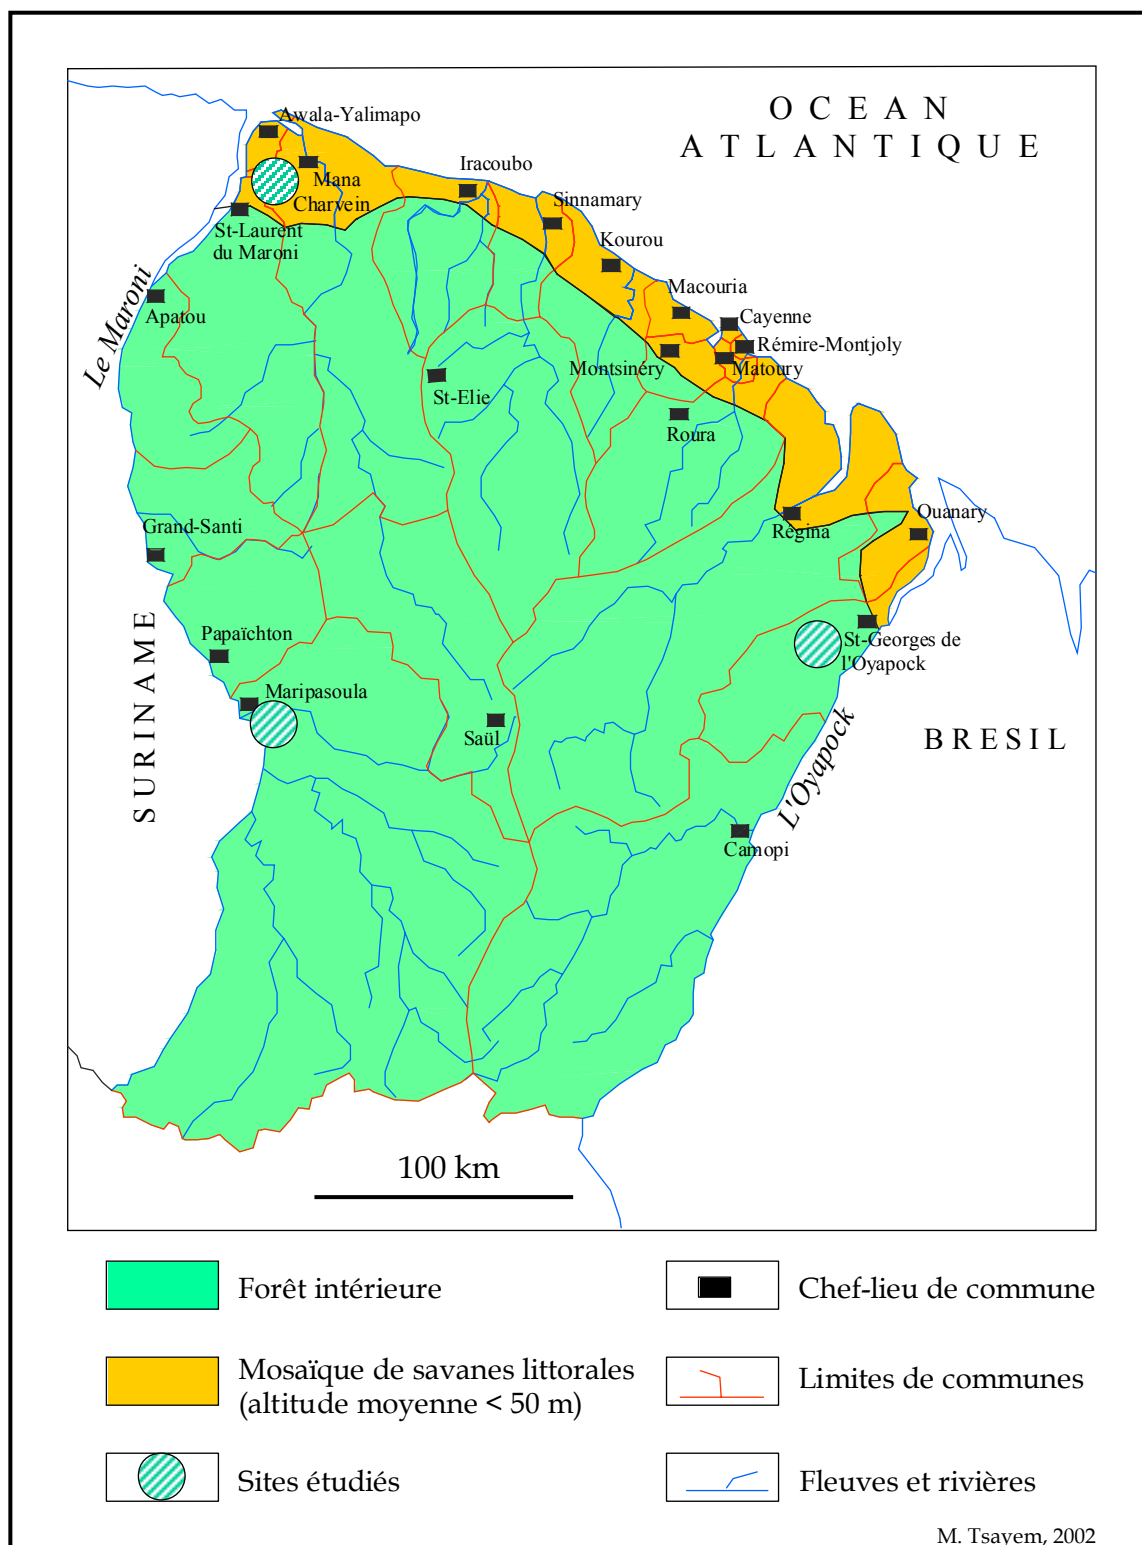 OCEAN
ATLANTIQUE
Awala-Yalimapo
Mana
Charvein
Iracoubo
Sinnamary
St-Laurent
du Maroni
Kourou
Le Maroni
Apatou
Macouria
Cayenne
Rémire-Montjoly
Montsinéry
Matoury
St-Elie
Roura
Grand-Santi
Régina
Ouanary
SURINAME
Papaïchton
St-Georges de
l'Oyapock
Maripasoula
Saül
BRESIL
L'Oyapock
Camopi
100 km
Forêt intérieure
Chef-lieu de commune
Mosaïque de savanes littorales
(altitude moyenne < 50 m)
Limites de communes
Sites étudiés
Fleuves et rivières
M. Tsayem, 2002